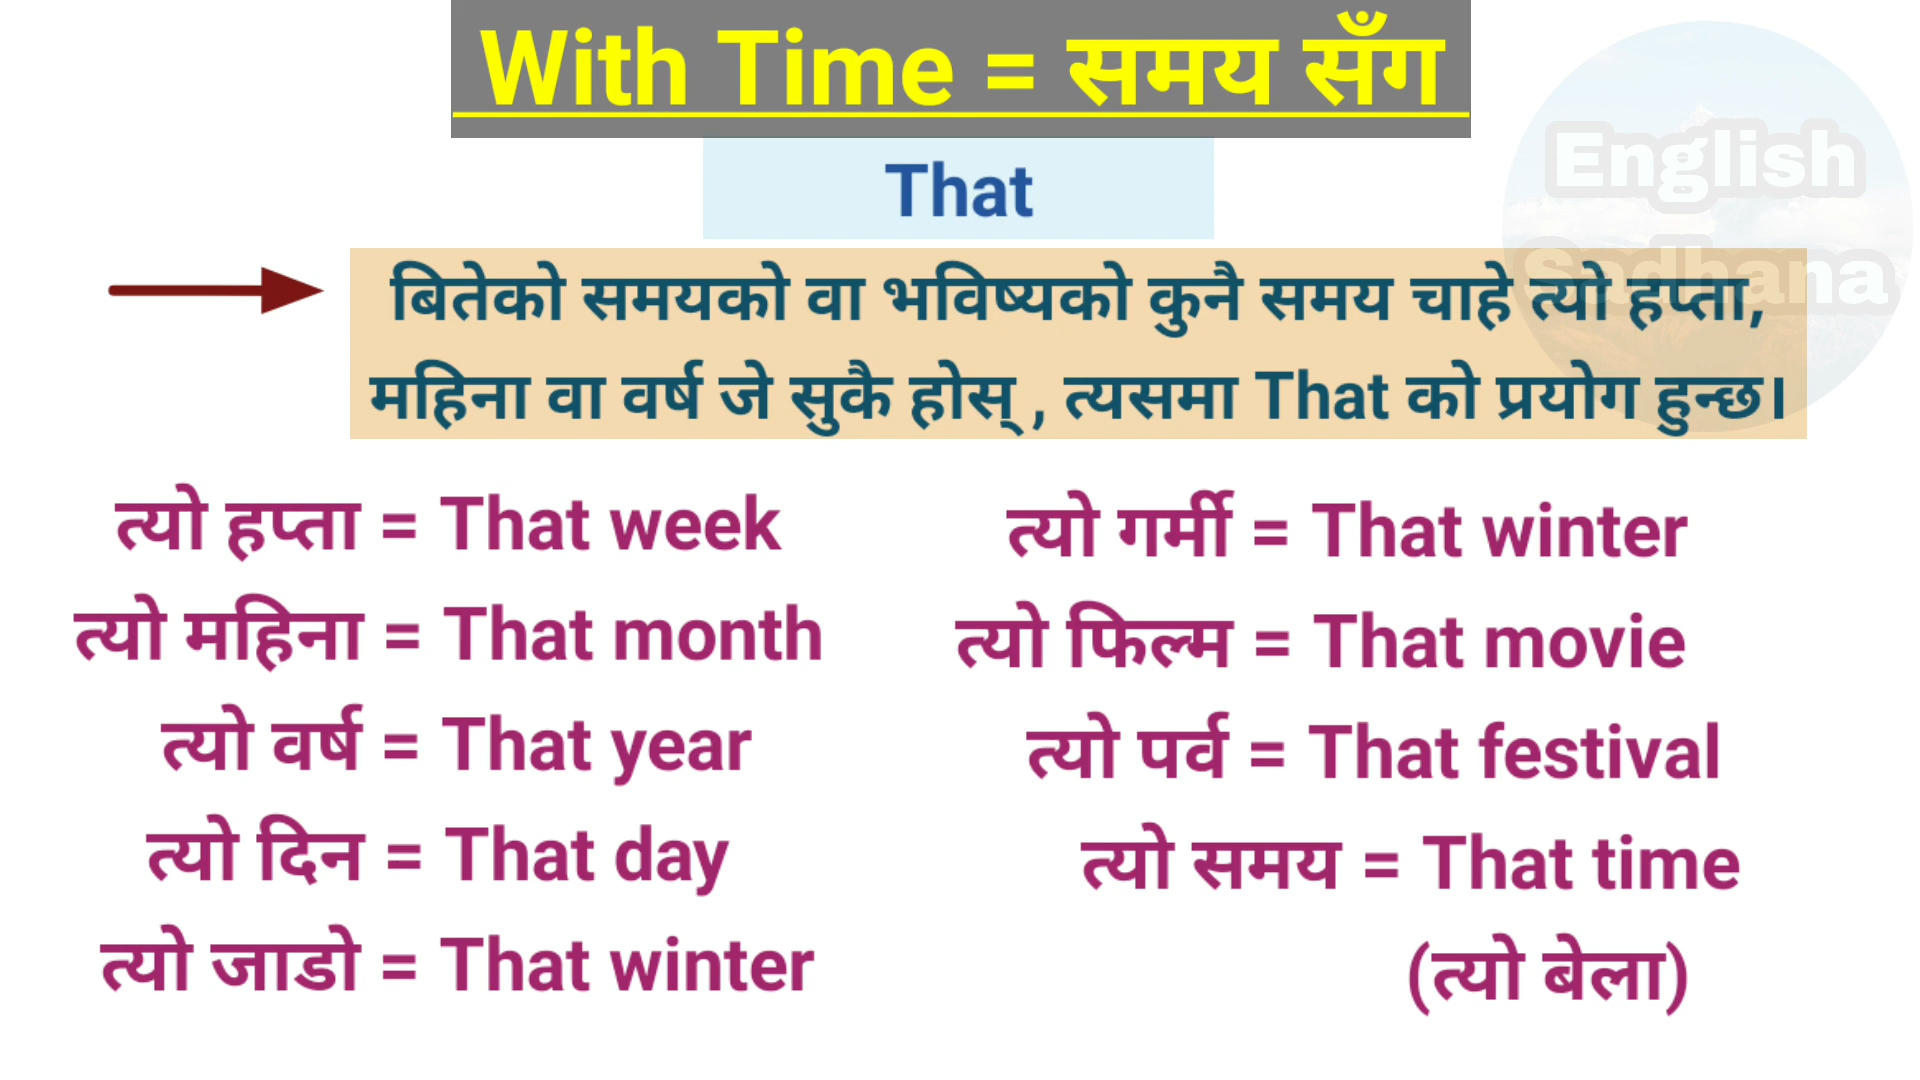 With Time = समय सँग
English
Sadhana
That
बितेको समयको वा भविष्यको कुनै समय चाहे त्यो हप्ता,
महिना वा वर्ष जे सुकै होस् , त्यसमा That को प्रयोग हुन्छ।
त्यो हप्ता = That week
त्यो महिना = That month
त्यो वर्ष = That year
त्यो दिन = That day
त्यो जाडो = That winter
त्यो गर्मी = That winter
त्यो फिल्म = That movie
त्यो पर्व = That festival
त्यो समय = That time
(त्यो बेला)